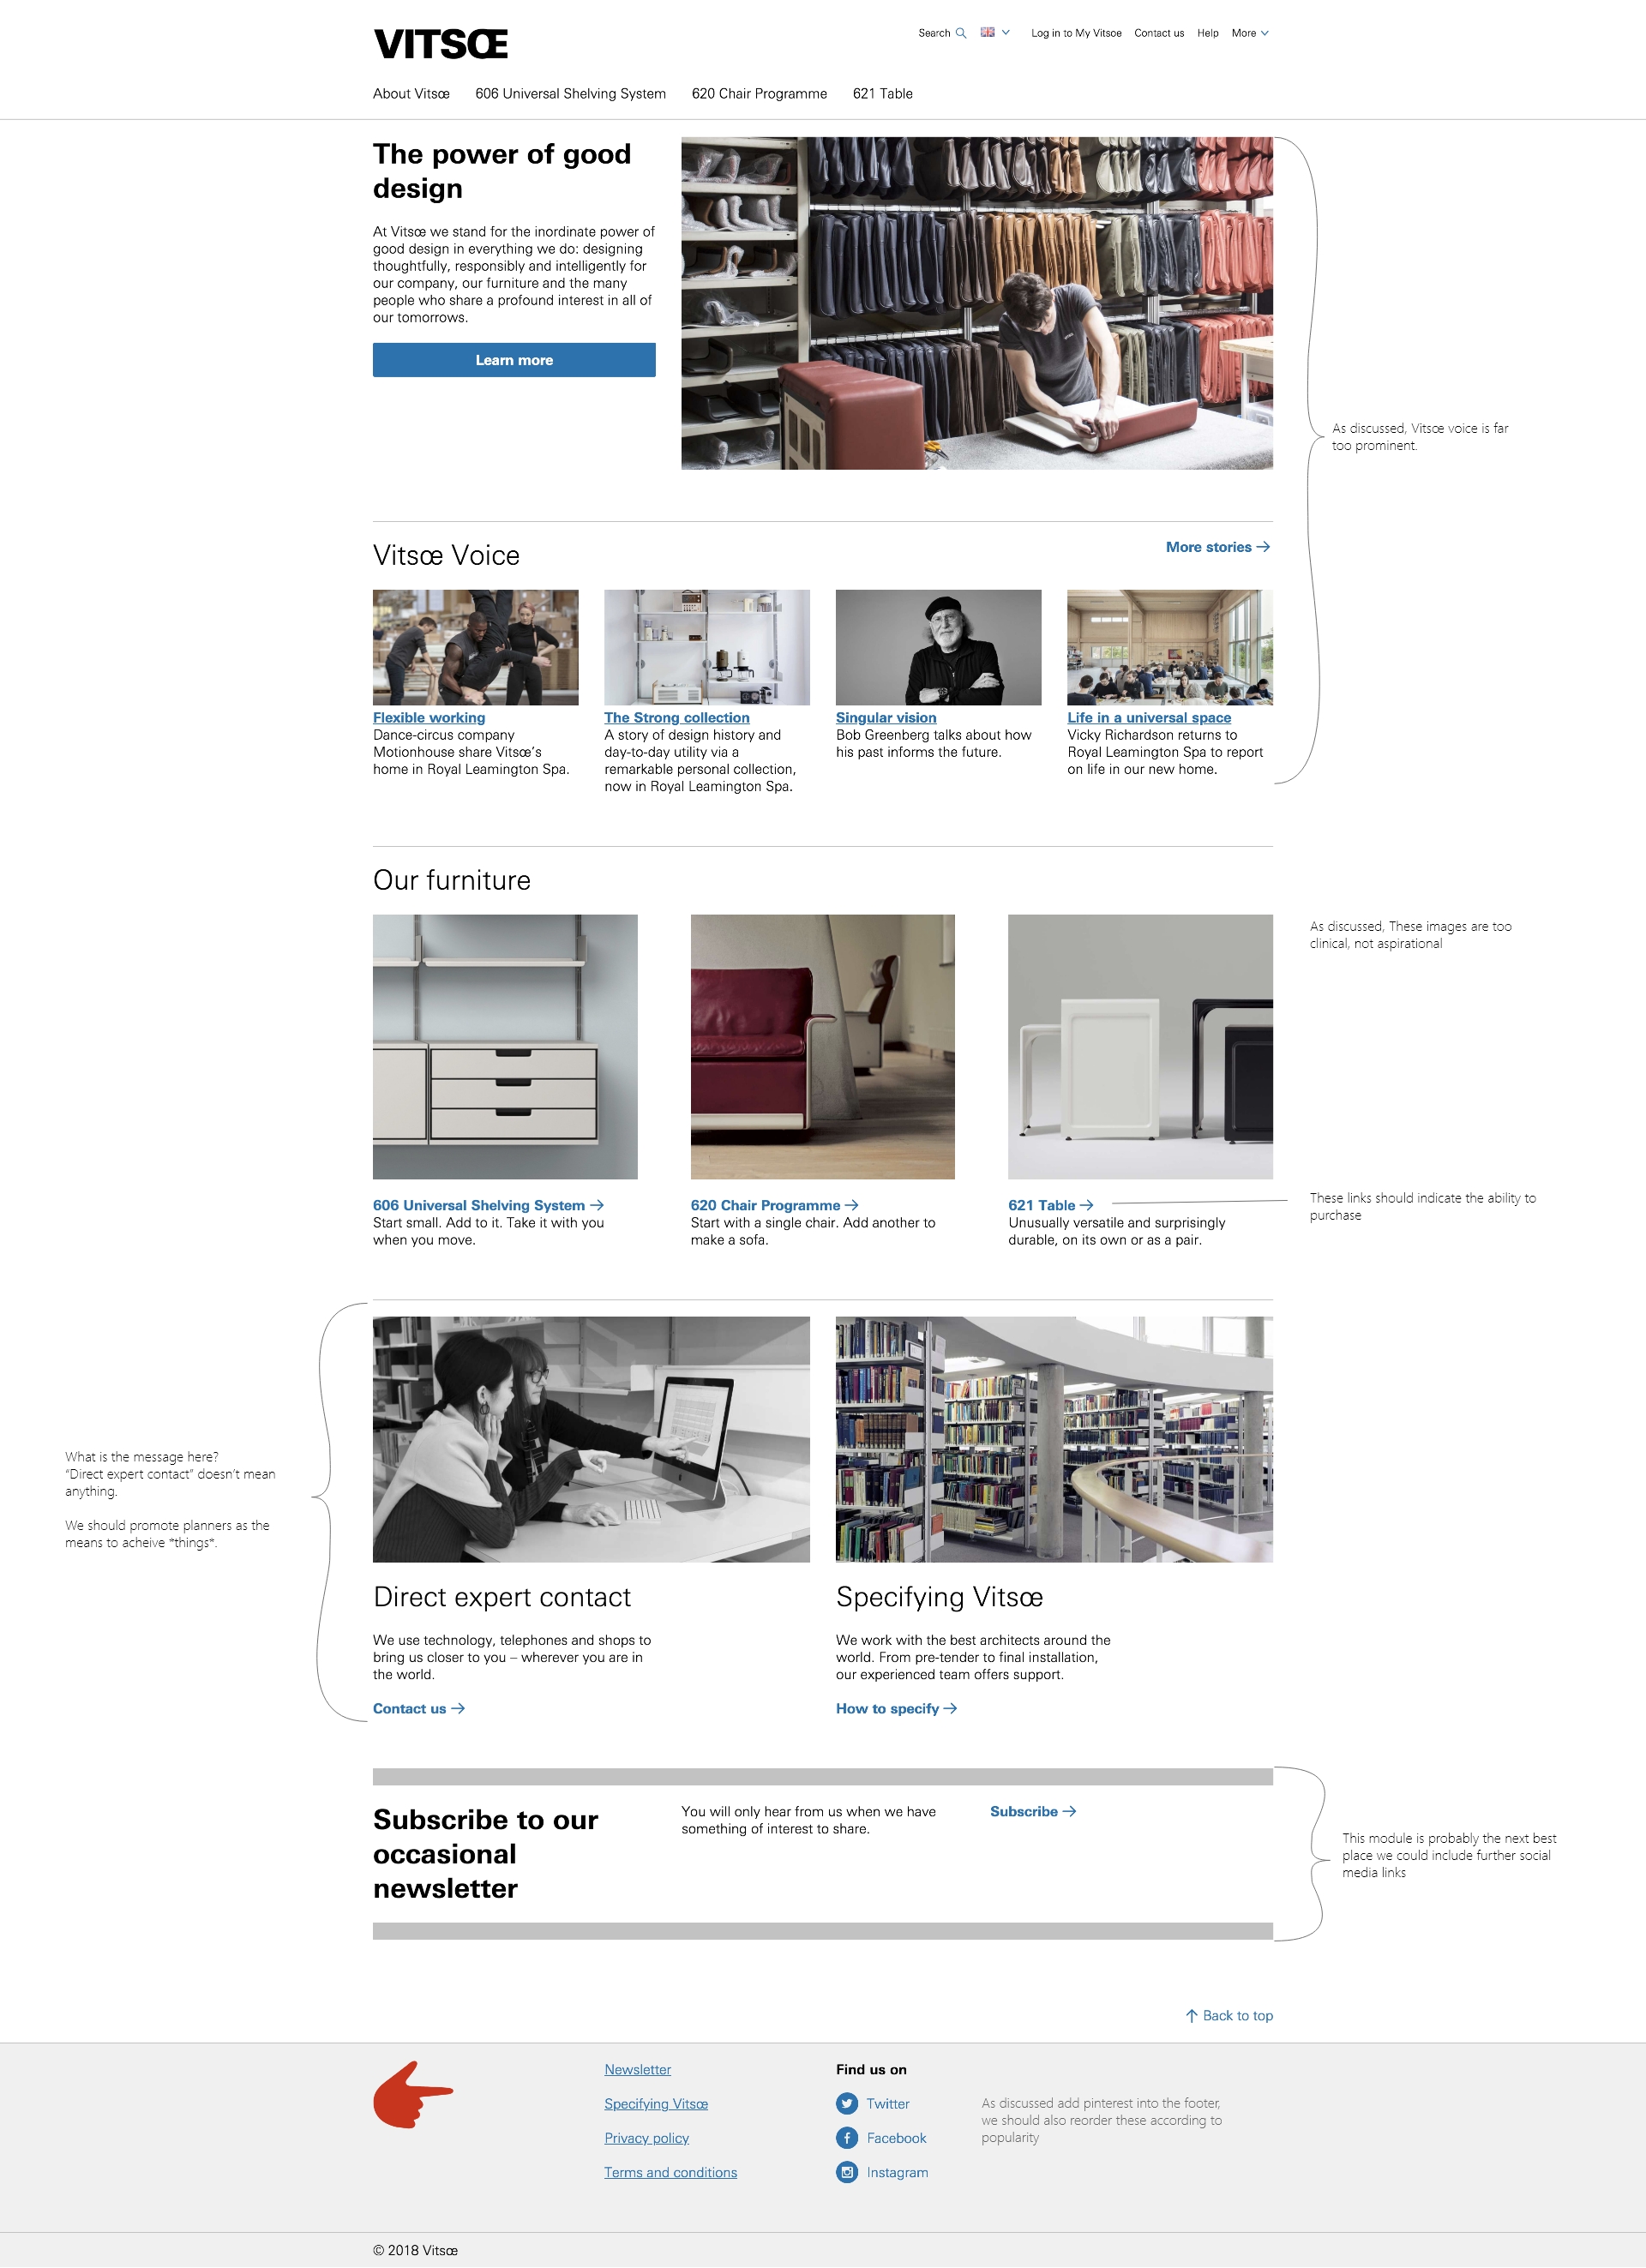 VITSŒ
Search
Log in to My Vitsoe Contact us Help More
About Vitsœ 606 Universal Shelving System 620 Chair Programme 621 Table
The power of good
design
At Vitsœ we stand for the inordinate power of
good design in everything we do: designing
thoughtfully, responsibly and intelligently for
our company, our furniture and the many
people who share a profound interest in all of
our tomorrows.
Learn more
As discussed, Vitsœ voice is far
too prominent.
Vitsœ Voice
More stories →
Flexible working
Dance-circus company
Motionhouse share Vitsœ’s
home in Royal Leamington Spa.
The Strong collection
A story of design history and
day-to-day utility via a
remarkable personal collection,
now in Royal Leamington Spa.
Singular vision
Bob Greenberg talks about how
his past informs the future.
Life in a universal space
Vicky Richardson returns to
Royal Leamington Spa to report
on life in our new home.
Our furniture
As discussed, These images are too
clinical, not aspirational
606 Universal Shelving System →
Start small. Add to it. Take it with you
when you move.
620 Chair Programme →
Start with a single chair. Add another to
make a sofa.
621 Table →
Unusually versatile and surprisingly
durable, on its own or as a pair.
These links should indicate the ability to
purchase
What is the message here?
“Direct expert contact” doesn’t mean
anything.
We should promote planners as the
means to acheive *things*.
Direct expert contact
We use technology, telephones and shops to
bring us closer to you – wherever you are in
the world.
Contact us →
Specifying Vitsœ
We work with the best architects around the
world. From pre-tender to final installation,
our experienced team offers support.
How to specify →
Subscribe to our
occasional
newsletter
You will only hear from us when we have
something of interest to share.
Subscribe →
This module is probably the next best
place we could include further social
media links
↑ Back to top
Newsletter
Specifying Vitsœ
Privacy policy
Terms and conditions
Find us on
Twitter
Facebook
Instagram
As discussed add pinterest into the footer,
we should also reorder these according to
popularity
© 2018 Vitsœ